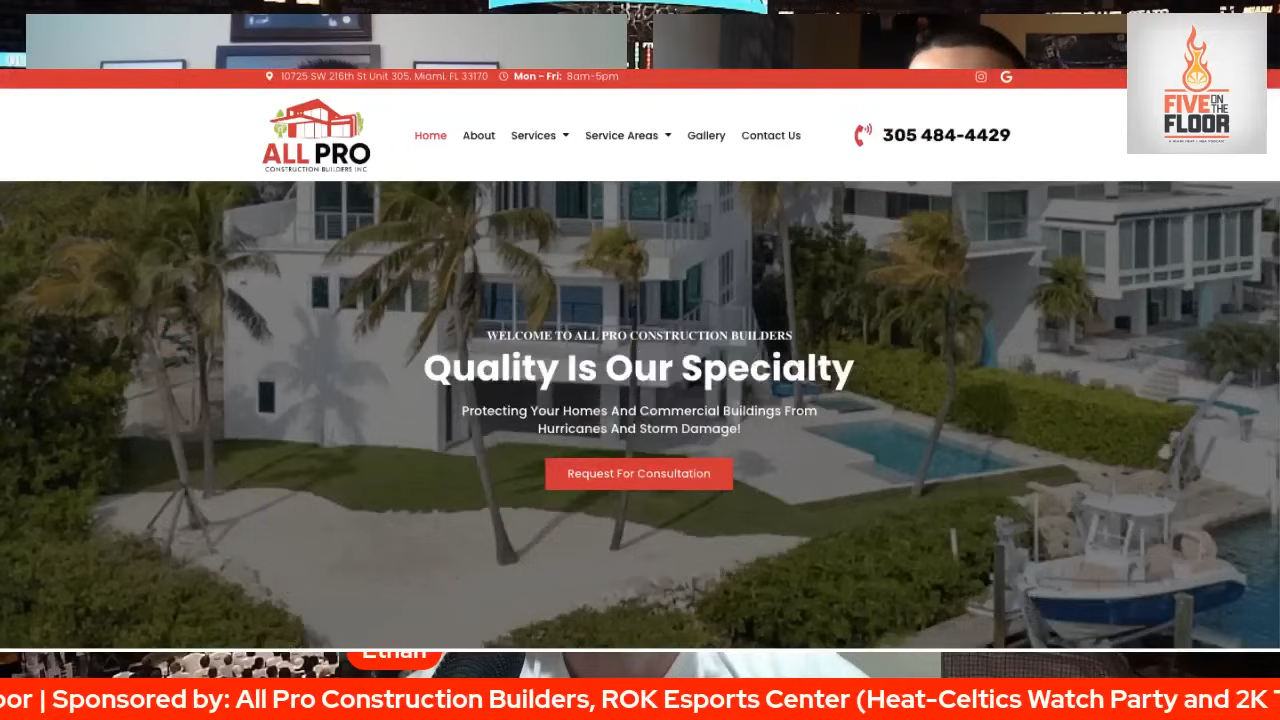 10725 SW 216th St Unit 305, Miami, FL 33170 Mon - Fri: 8am-5pm
ALL PRO
CONSTRUCTION BUILDERS INC
Home About Services Service Areas Gallery Contact Us
305 484-4429
FIVE ON THE
FLOOR
WELCOME TO ALL PRO CONSTRUCTION BUILDERS
Quality Is Our Specialty
Protecting Your Homes And Commercial Buildings From
Hurricanes And Storm Damage!
Request For Consultation
Ethan
oor | Sponsored by: All Pro Construction Builders, ROK Esports Center (Heat-Celtics Watch Party and 2K